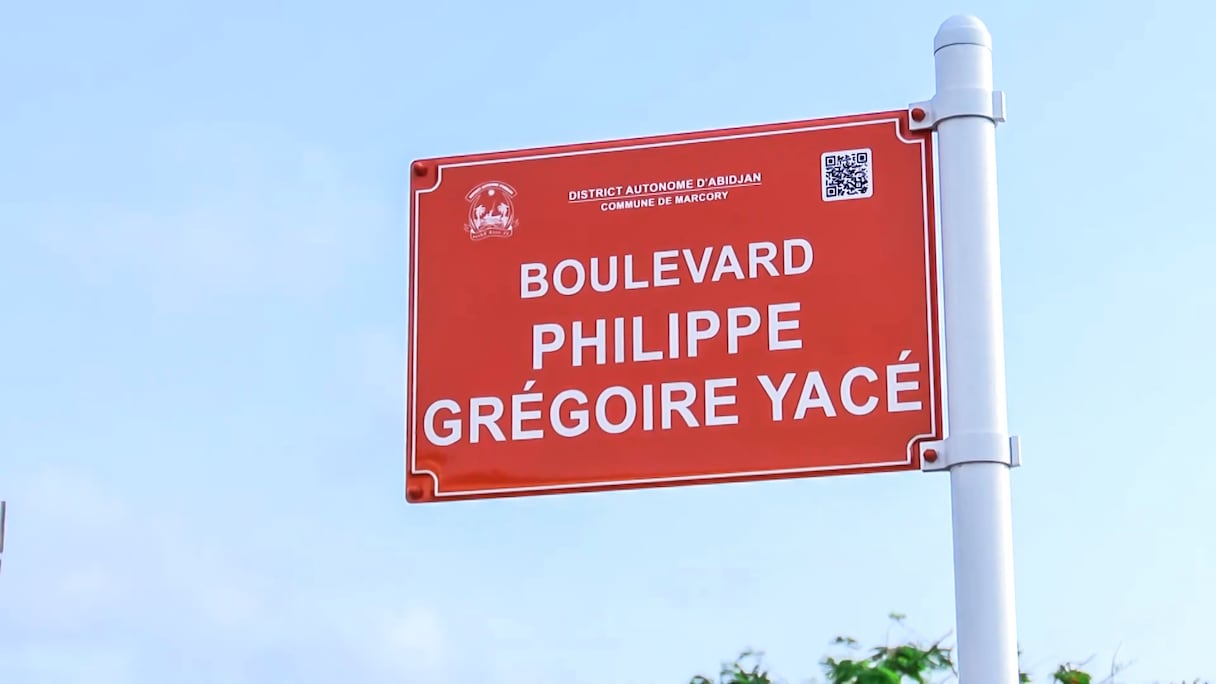 DISTRICT AUTONOME D'ABIDJAN
COMMUNE DE MARCORY
BOULEVARD
PHILIPPE
GRÉGOIRE YACÉ